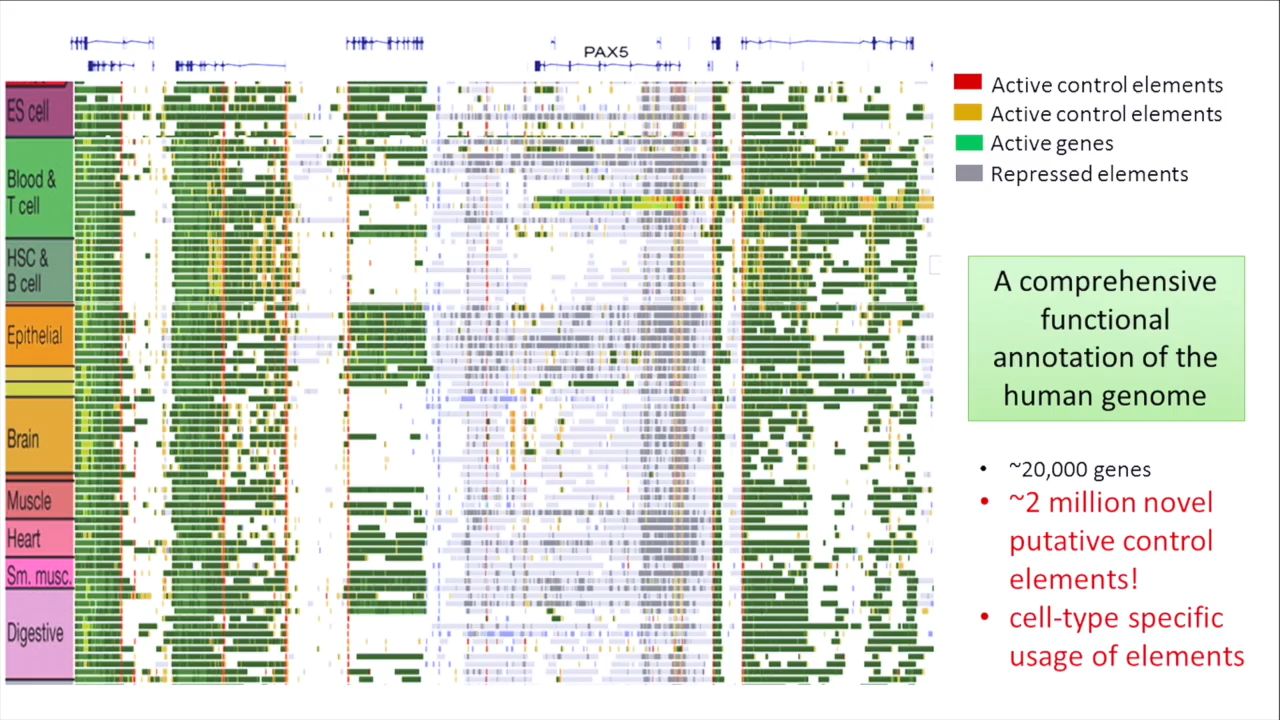 PAX5
ES cell
Blood &
T cell
HSC &
B cell
Epithelial
Brain
Muscle
Heart
Sm. musc.
Digestive
Active control elements
Active control elements
Active genes
Repressed elements
A comprehensive
functional
annotation of the
human genome
• ~20,000 genes
• ~2 million novel
putative control
elements!
• cell-type specific
usage of elements